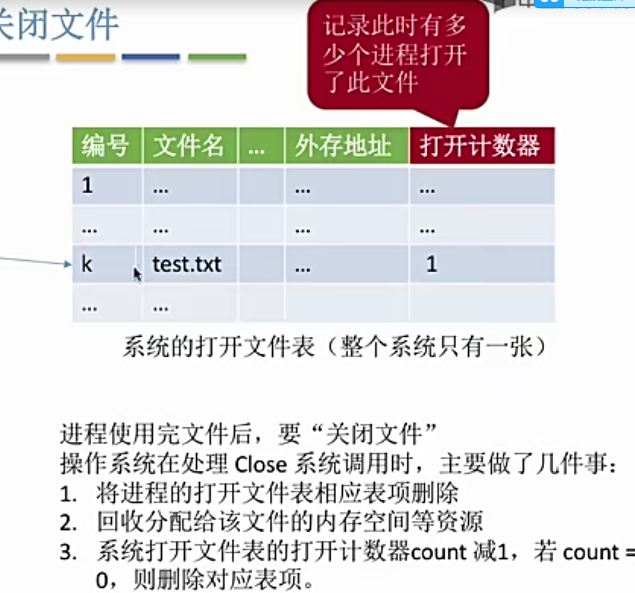 关闭文件
记录此时有多
少个进程打开
了此文件
编号 文件名 ... 外存地址 打开计数器
1 ... ... ...
... ... ... ...
k test.txt ... 1
... ...
系统的打开文件表（整个系统只有一张）
进程使用完文件后，要“关闭文件”
操作系统在处理 Close 系统调用时，主要做了几件事：
1. 将进程的打开文件表相应表项删除
2. 回收分配给该文件的内存空间等资源
3. 系统打开文件表的打开计数器count 减1，若 count =
0，则删除对应表项。